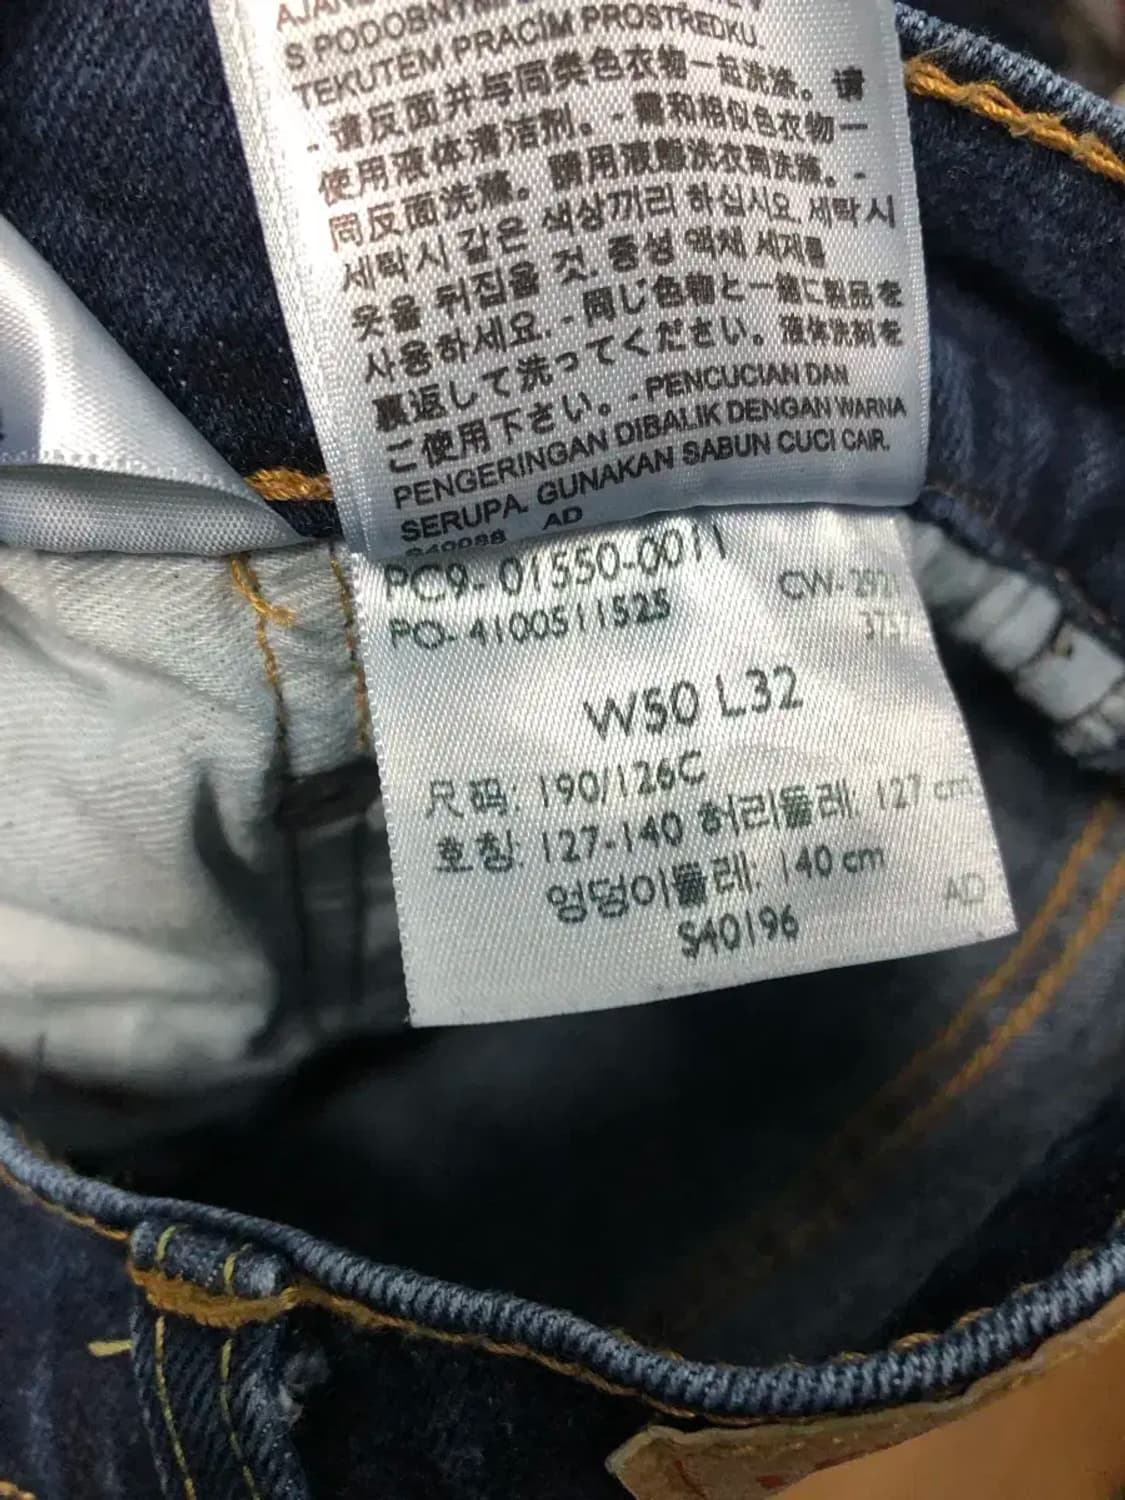 S PODOBNÝM
TEKUTÉM PRACÍM PROSTŘEDKU.
- 请反面并与同类色衣物一起洗涤。请
使用液体清洁剂。- 需和相似色衣物一
同反面洗滌。請用液態洗衣劑洗滌。-
세탁시 같은 색상끼리 하십시요. 세탁시
옷을 뒤집을 것. 중성 액체 세제를
사용하세요. - 同じ色物と一緒に製品を
裏返して洗ってください。液体洗剤を
ご使用下さい。- PENCUCIAN DAN
PENGERINGAN DIBALIK DENGAN WARNA
SERUPA. GUNAKAN SABUN CUCI CAIR.
S40088 AD
PC9-01550-0011
PO-4100511525 CW-
W50 L32
尺码: 190/126C
호칭: 127-140 허리둘레: 127 cm
엉덩이둘레: 140 cm
S40196 AD